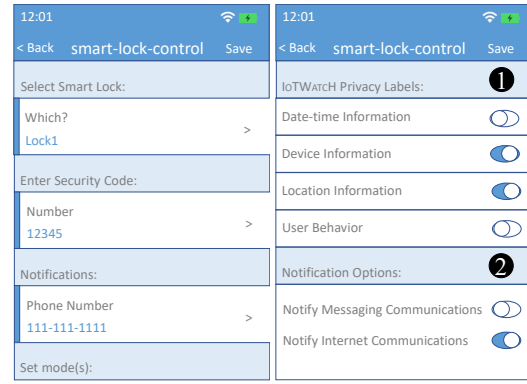 12:01
< Back smart-lock-control Save
Select Smart Lock:
Which?
Lock1
>
Enter Security Code:
Number
12345
>
Notifications:
Phone Number
111-111-1111
>
Set mode(s):
12:01
< Back smart-lock-control Save
IoTWatcH Privacy Labels: 1
Date-time Information
Device Information
Location Information
User Behavior
Notification Options: 2
Notify Messaging Communications
Notify Internet Communications